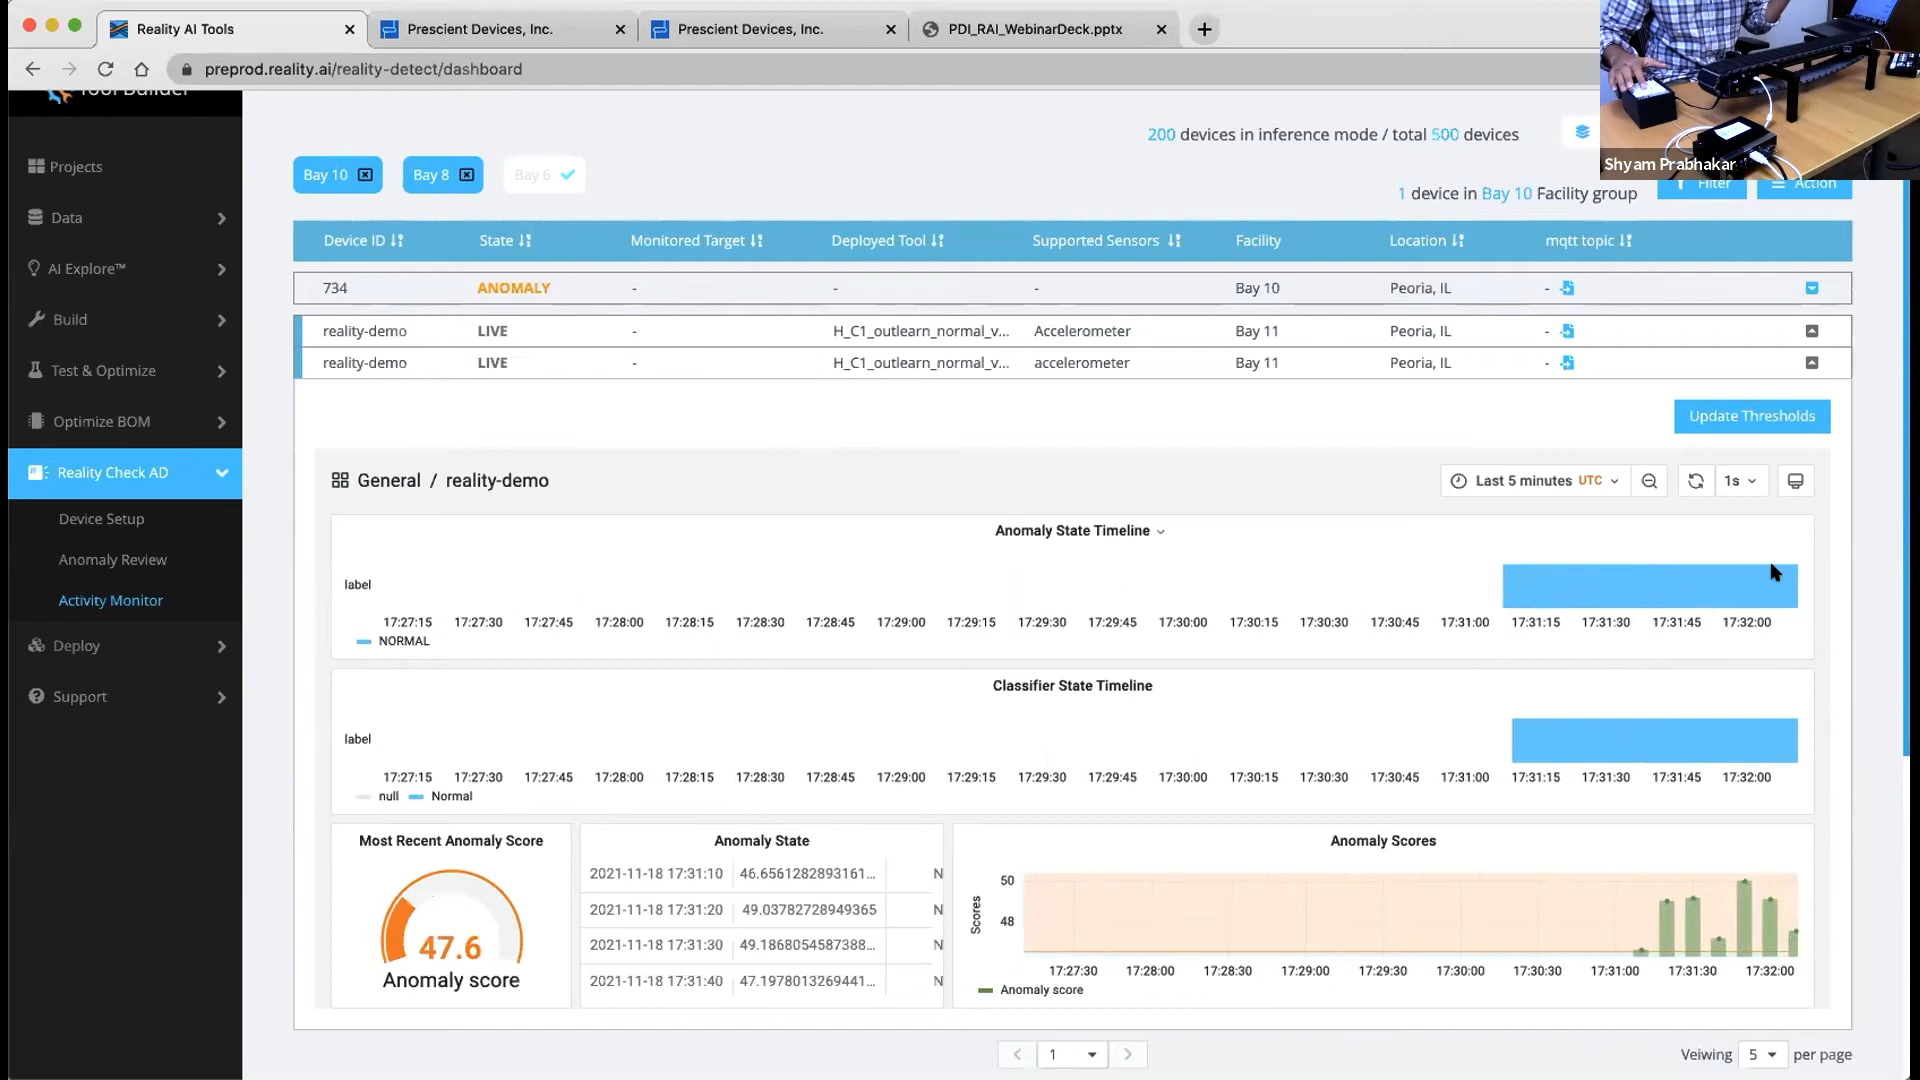 Reality AI Tools
Prescient Devices, Inc.
Prescient Devices, Inc.
PDI_RAI_WebinarDeck.pptx
preprod.reality.ai/reality-detect/dashboard
Shyam Prabhakar
Tool Builder
Projects
Data
AI Explore™
Build
Test & Optimize
Optimize BOM
Reality Check AD
Device Setup
Anomaly Review
Activity Monitor
Deploy
Support
200 devices in inference mode / total 500 devices
Bay 10
Bay 8
Bay 6
1 device in Bay 10 Facility group
Filter
Action
Device ID State Monitored Target Deployed Tool Supported Sensors Facility Location mqtt topic
734 ANOMALY - - - Bay 10 Peoria, IL -
reality-demo LIVE - H_C1_outlearn_normal_v... Accelerometer Bay 11 Peoria, IL -
reality-demo LIVE - H_C1_outlearn_normal_v... accelerometer Bay 11 Peoria, IL -
Update Thresholds
General / reality-demo
Last 5 minutes UTC
1s
Anomaly State Timeline
label
17:27:15 17:27:30 17:27:45 17:28:00 17:28:15 17:28:30 17:28:45 17:29:00 17:29:15 17:29:30 17:29:45 17:30:00 17:30:15 17:30:30 17:30:45 17:31:00 17:31:15 17:31:30 17:31:45 17:32:00
NORMAL
Classifier State Timeline
label
17:27:15 17:27:30 17:27:45 17:28:00 17:28:15 17:28:30 17:28:45 17:29:00 17:29:15 17:29:30 17:29:45 17:30:00 17:30:15 17:30:30 17:30:45 17:31:00 17:31:15 17:31:30 17:31:45 17:32:00
null Normal
Most Recent Anomaly Score
47.6
Anomaly score
Anomaly State
2021-11-18 17:31:10 46.6561282893161... N
2021-11-18 17:31:20 49.03782728949365 N
2021-11-18 17:31:30 49.1868054587388... N
2021-11-18 17:31:40 47.1978013269441... N
Anomaly Scores
Scores
50
48
17:27:30 17:28:00 17:28:30 17:29:00 17:29:30 17:30:00 17:30:30 17:31:00 17:31:30 17:32:00
Anomaly score
1
Veiwing 5 per page